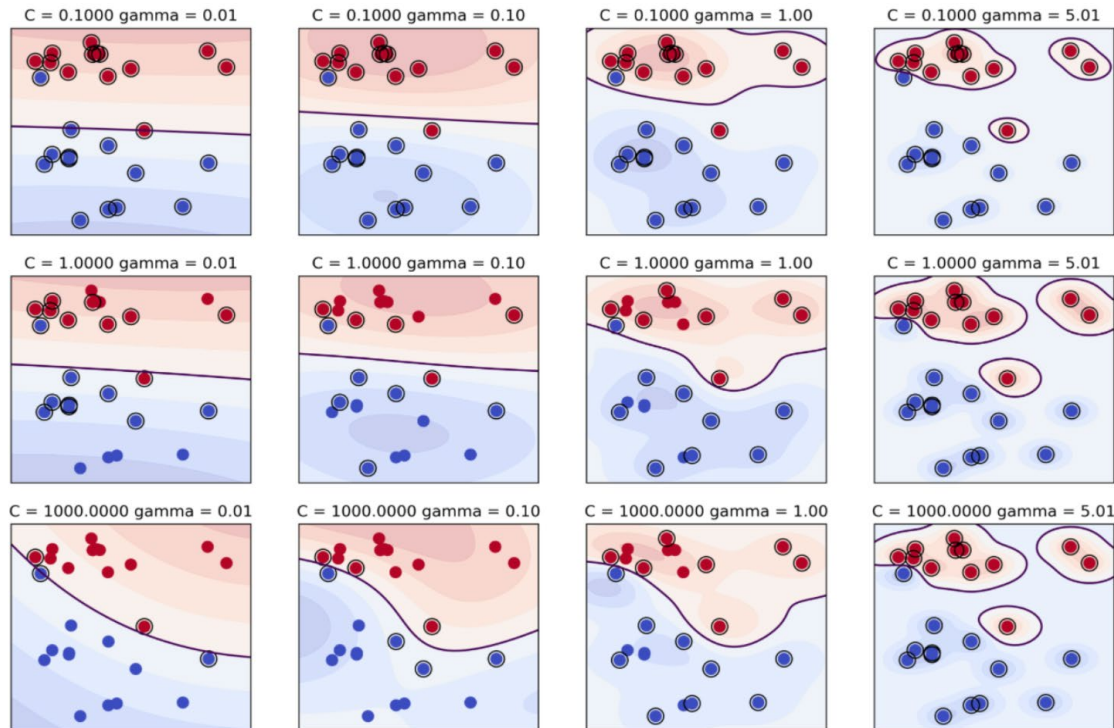 C = 0.1000 gamma = 0.01
C = 0.1000 gamma = 0.10
C = 0.1000 gamma = 1.00
C = 0.1000 gamma = 5.01
C = 1.0000 gamma = 0.01
C = 1.0000 gamma = 0.10
C = 1.0000 gamma = 1.00
C = 1.0000 gamma = 5.01
C = 1000.0000 gamma = 0.01
C = 1000.0000 gamma = 0.10
C = 1000.0000 gamma = 1.00
C = 1000.0000 gamma = 5.01